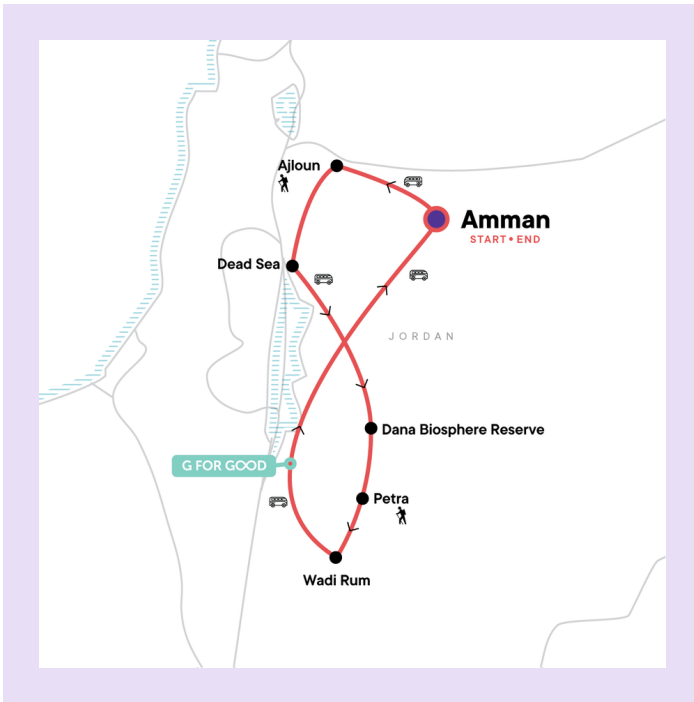 Ajloun
Amman
START • END
Dead Sea
JORDAN
Dana Biosphere Reserve
G FOR GOOD
Petra
Wadi Rum